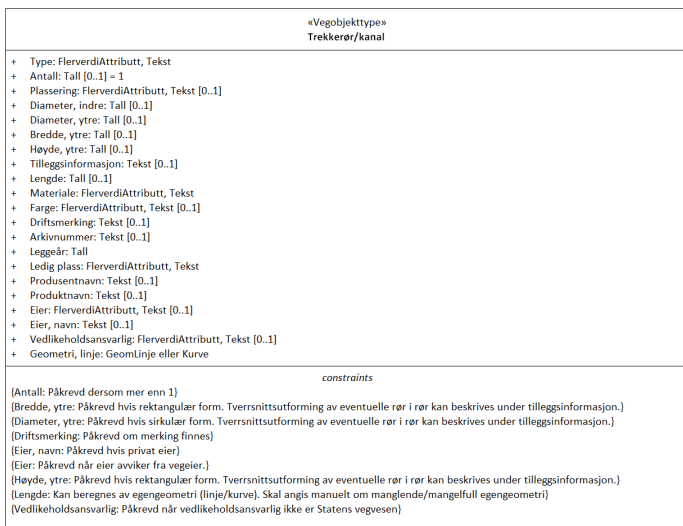 «Vegobjekttype»
Trekkerør/kanal
+ Type: FlerverdiAttributt, Tekst
+ Antall: Tall [0..1] = 1
+ Plassering: FlerverdiAttributt, Tekst [0..1]
+ Diameter, indre: Tall [0..1]
+ Diameter, ytre: Tall [0..1]
+ Bredde, ytre: Tall [0..1]
+ Høyde, ytre: Tall [0..1]
+ Tilleggsinformasjon: Tekst [0..1]
+ Lengde: Tall [0..1]
+ Materiale: FlerverdiAttributt, Tekst
+ Farge: FlerverdiAttributt, Tekst [0..1]
+ Driftsmerking: Tekst [0..1]
+ Arkivnummer: Tekst [0..1]
+ Leggeår: Tall
+ Ledig plass: FlerverdiAttributt, Tekst
+ Produsentnavn: Tekst [0..1]
+ Produktnavn: Tekst [0..1]
+ Eier: FlerverdiAttributt, Tekst [0..1]
+ Eier, navn: Tekst [0..1]
+ Vedlikeholdsansvarlig: FlerverdiAttributt, Tekst [0..1]
+ Geometri, linje: GeomLinje eller Kurve
constraints
{Antall: Påkrevd dersom mer enn 1}
{Bredde, ytre: Påkrevd hvis rektangulær form. Tverrsnittsutforming av eventuelle rør i rør kan beskrives under tilleggsinformasjon.}
{Diameter, ytre: Påkrevd hvis sirkulær form. Tverrsnittsutforming av eventuelle rør i rør kan beskrives under tilleggsinformasjon.}
{Driftsmerking: Påkrevd om merking finnes}
{Eier, navn: Påkrevd hvis privat eier}
{Eier: Påkrevd når eier avviker fra vegeier.}
{Høyde, ytre: Påkrevd hvis rektangulær form. Tverrsnittsutforming av eventuelle rør i rør kan beskrives under tilleggsinformasjon.}
{Lengde: Kan beregnes av egengeometri (linje/kurve). Skal angis manuelt om manglende/mangelfull egengeometri}
{Vedlikeholdsansvarlig: Påkrevd når vedlikeholdsansvarlig ikke er Statens vegvesen}